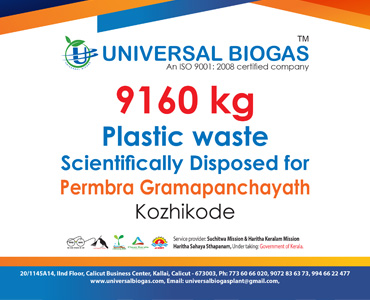 UNIVERSAL BIOGAS TM
An ISO 9001: 2008 certified company
9160 kg
Plastic waste
Scientifically Disposed for
Permbra Gramapanchayath
Kozhikode
Service provider: Suchitwa Mission & Haritha Keralam Mission
Haritha Sahaya Sthapanam, Under taking: Government of Kerala.
20/1145A14, IInd Floor, Calicut Business Center, Kallai, Calicut - 673003, Ph: 773 60 66 020, 9072 83 63 73, 994 66 22 477
www.universalbiogas.com, Email: universalbiogasplant@gmail.com,